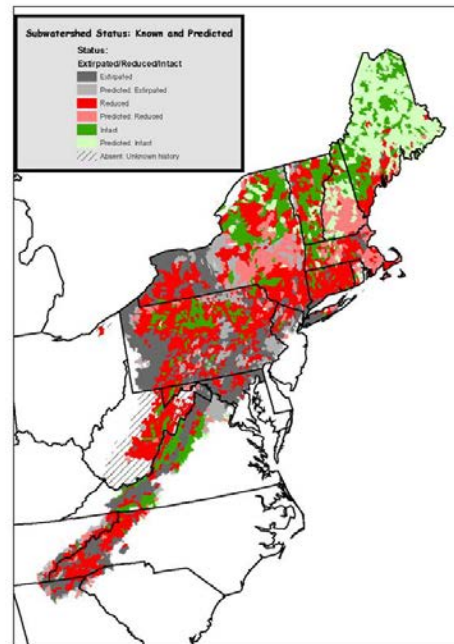 Subwatershed Status: Known and Predicted
Status:
Extirpated/Reduced/Intact
Extirpated
Predicted: Extirpated
Reduced
Predicted: Reduced
Intact
Predicted: Intact
Absent: Unknown history